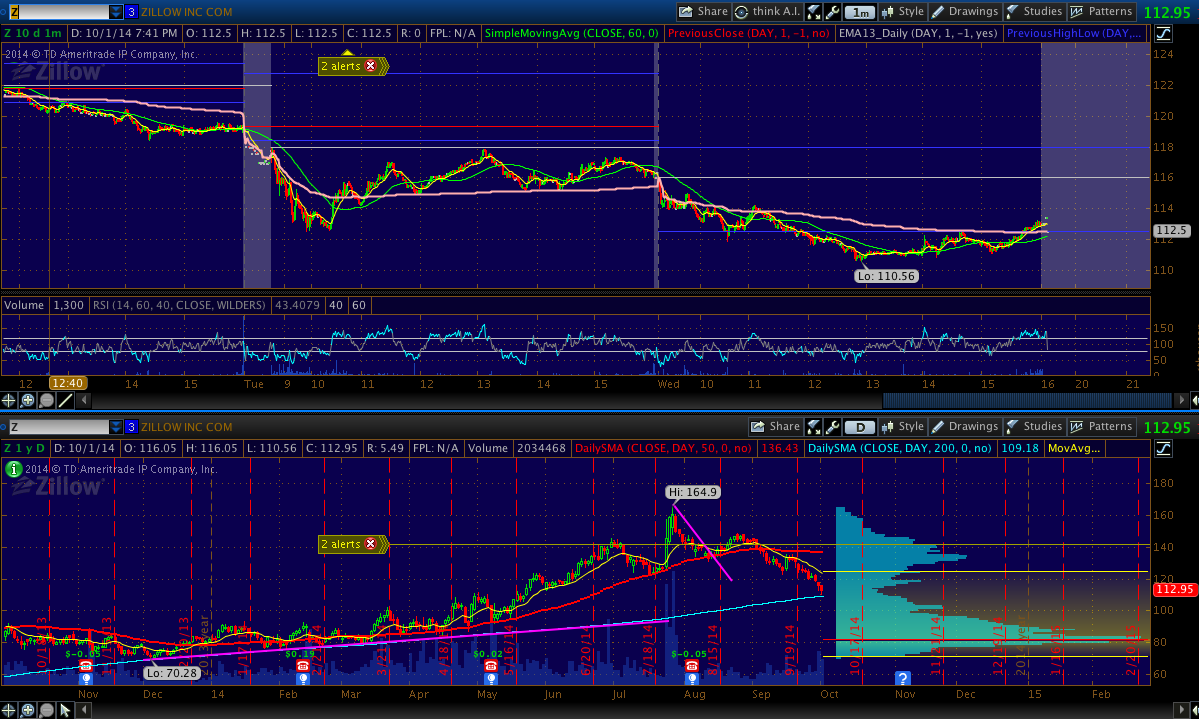 Z 3 ZILLOW INC COM Share think A.I. 1m Style Drawings Studies Patterns 112.95
Z 10 d 1m D: 10/1/14 7:41 PM O: 112.5 H: 112.5 L: 112.5 C: 112.5 R: 0 FPL: N/A SimpleMovingAvg (CLOSE, 60, 0) PreviousClose (DAY, 1, -1, no) EMA13_Daily (DAY, 1, -1, yes) PreviousHighLow (DAY,...
2014 © TD Ameritrade IP Company, Inc.
Zillow
2 alerts
124
122
120
118
116
114
112.5
112
110
Lo: 110.56
Volume 1,300 RSI (14, 60, 40, CLOSE, WILDERS) 43.4079 40 60
150
100
50
0
12 12:40 14 15 Tue 9 10 11 12 13 14 15 Wed 10 11 12 13 14 15 16 20 21
Z 3 ZILLOW INC COM Share D Style Drawings Studies Patterns 112.95
Z 1 y D D: 10/1/14 O: 116.05 H: 116.05 L: 110.56 C: 112.95 R: 5.49 FPL: N/A Volume 2034468 DailySMA (CLOSE, DAY, 50, 0, no) 136.43 DailySMA (CLOSE, DAY, 200, 0, no) 109.18 MovAvg...
2014 © TD Ameritrade IP Company, Inc.
Zillow
Hi: 164.9
2 alerts
180
160
140
120
112.95
100
80
60
$-0.05 $0.19 $0.02 $-0.05
Lo: 70.28
Nov Dec 14 Feb Mar Apr May Jun Jul Aug Sep Oct Nov Dec 15 Feb